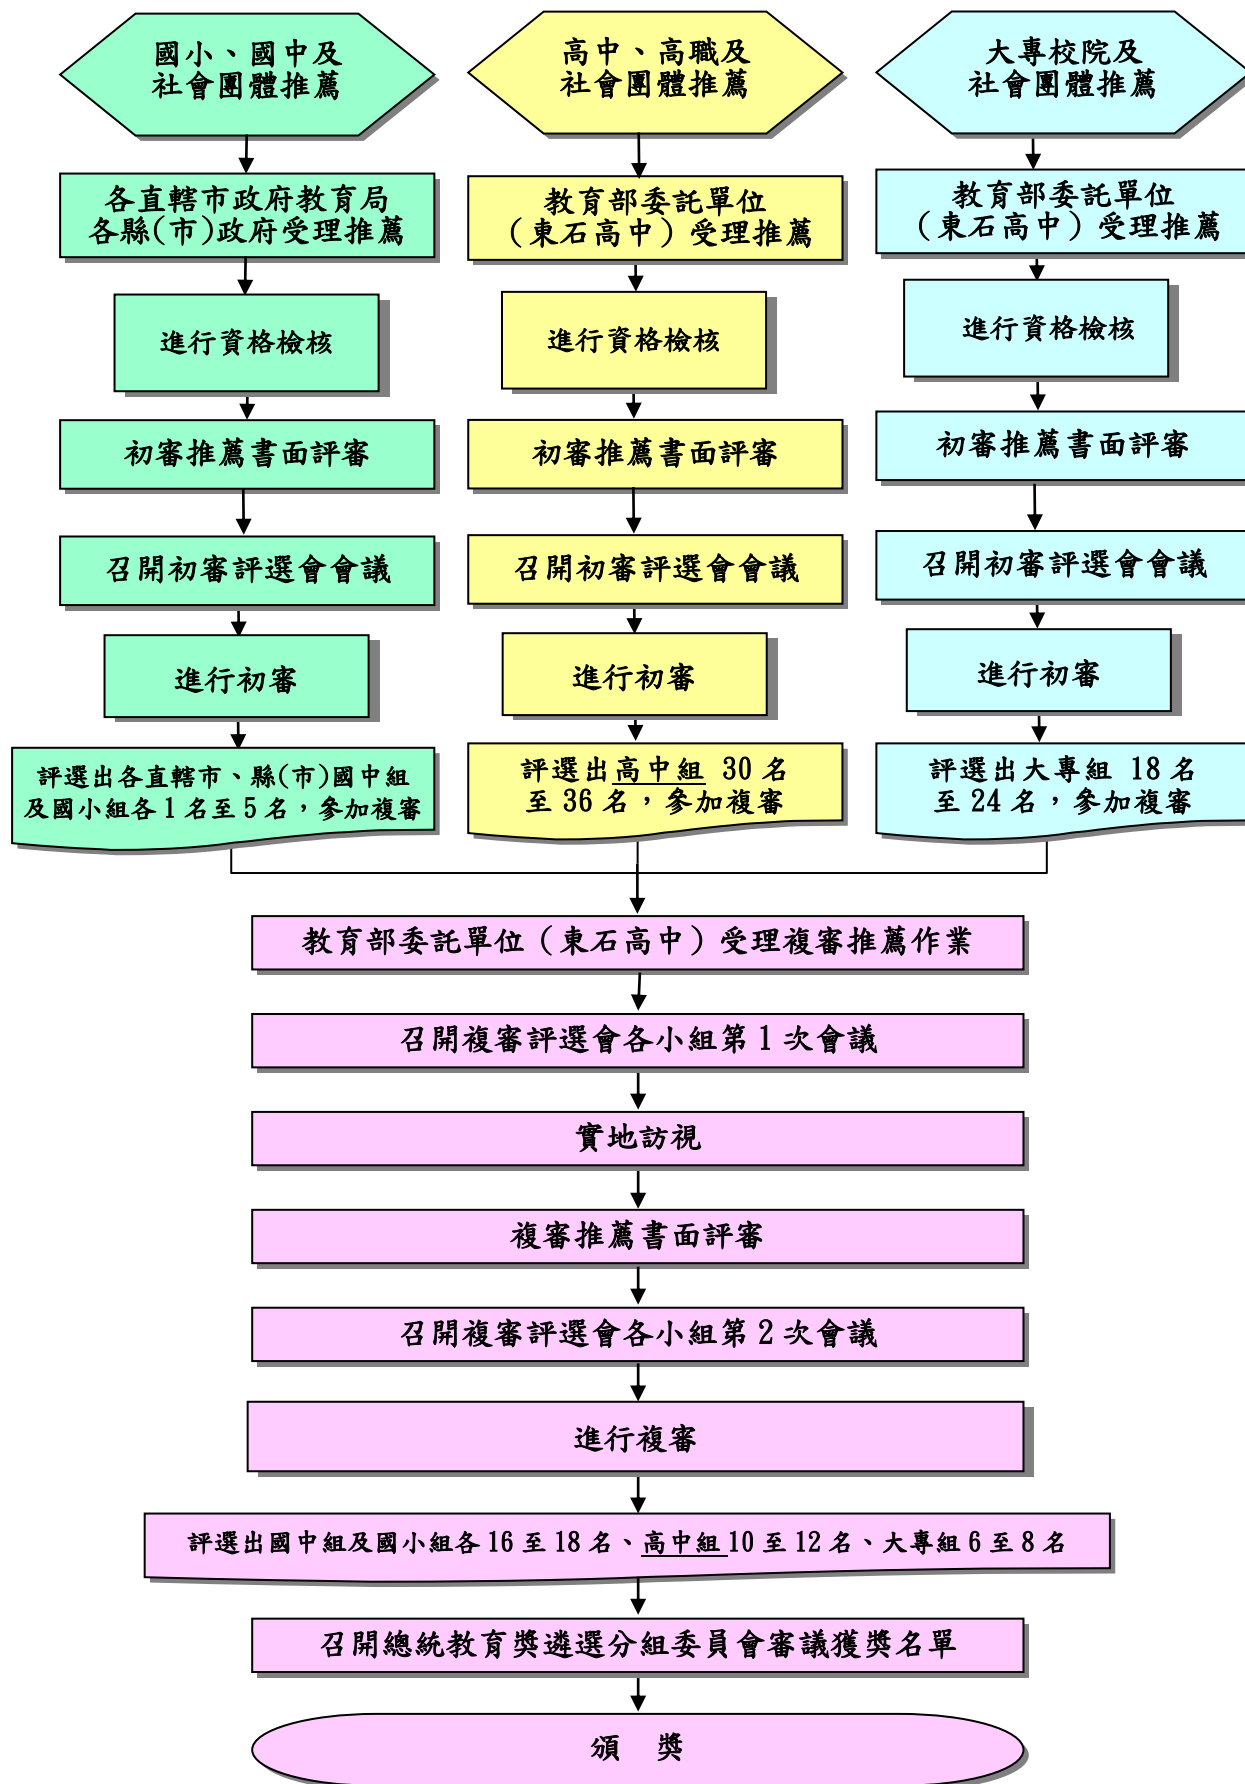 國小、國中及
社會團體推薦
各直轄市政府教育局
各縣(市)政府受理推薦
進行資格檢核
初審推薦書面評審
召開初審評選會會議
進行初審
評選出各直轄市、縣(市)國中組
及國小組各1名至5名，參加複審
高中、高職及
社會團體推薦
教育部委託單位
（東石高中）受理推薦
進行資格檢核
初審推薦書面評審
召開初審評選會會議
進行初審
評選出高中組 30名
至36名，參加複審
大專校院及
社會團體推薦
教育部委託單位
（東石高中）受理推薦
進行資格檢核
初審推薦書面評審
召開初審評選會會議
進行初審
評選出大專組 18名
至24名，參加複審
教育部委託單位（東石高中）受理複審推薦作業
召開複審評選會各小組第1次會議
實地訪視
複審推薦書面評審
召開複審評選會各小組第2次會議
進行複審
評選出國中組及國小組各16至18名、高中組10至12名、大專組6至8名
召開總統教育獎遴選分組委員會審議獲獎名單
頒 獎